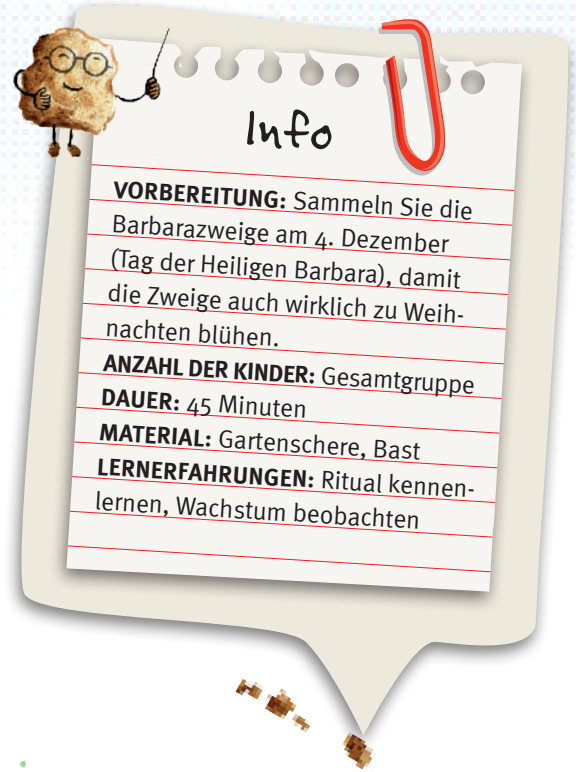 Info
VORBEREITUNG: Sammeln Sie die
Barbarazweige am 4. Dezember
(Tag der Heiligen Barbara), damit
die Zweige auch wirklich zu Weih-
nachten blühen.
ANZAHL DER KINDER: Gesamtgruppe
DAUER: 45 Minuten
MATERIAL: Gartenschere, Bast
LERNERFAHRUNGEN: Ritual kennen-
lernen, Wachstum beobachten